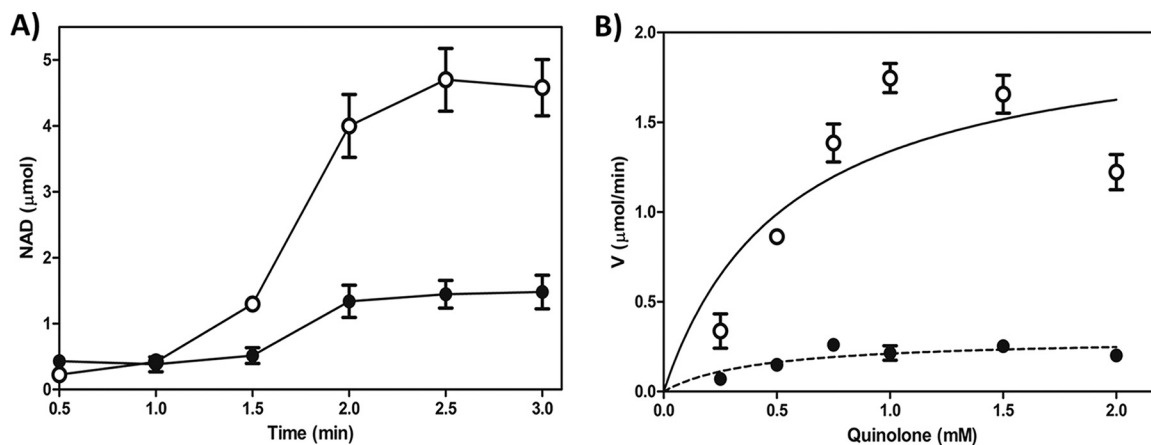 A)
NAD (μmol)
5
4
3
2
1
0
0.5 1.0 1.5 2.0 2.5 3.0
Time (min)
B)
V (μmol/min)
2.0
1.5
1.0
0.5
0.0
0.0 0.5 1.0 1.5 2.0
Quinolone (mM)